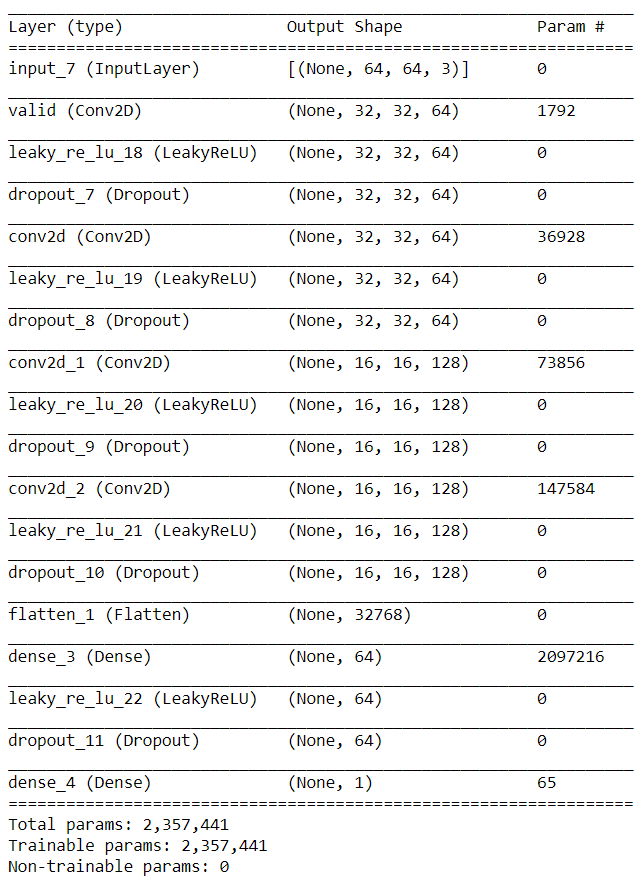 Layer (type) Output Shape Param #
input_7 (InputLayer) [(None, 64, 64, 3)] 0
valid (Conv2D) (None, 32, 32, 64) 1792
leaky_re_lu_18 (LeakyReLU) (None, 32, 32, 64) 0
dropout_7 (Dropout) (None, 32, 32, 64) 0
conv2d (Conv2D) (None, 32, 32, 64) 36928
leaky_re_lu_19 (LeakyReLU) (None, 32, 32, 64) 0
dropout_8 (Dropout) (None, 32, 32, 64) 0
conv2d_1 (Conv2D) (None, 16, 16, 128) 73856
leaky_re_lu_20 (LeakyReLU) (None, 16, 16, 128) 0
dropout_9 (Dropout) (None, 16, 16, 128) 0
conv2d_2 (Conv2D) (None, 16, 16, 128) 147584
leaky_re_lu_21 (LeakyReLU) (None, 16, 16, 128) 0
dropout_10 (Dropout) (None, 16, 16, 128) 0
flatten_1 (Flatten) (None, 32768) 0
dense_3 (Dense) (None, 64) 2097216
leaky_re_lu_22 (LeakyReLU) (None, 64) 0
dropout_11 (Dropout) (None, 64) 0
dense_4 (Dense) (None, 1) 65
Total params: 2,357,441
Trainable params: 2,357,441
Non-trainable params: 0